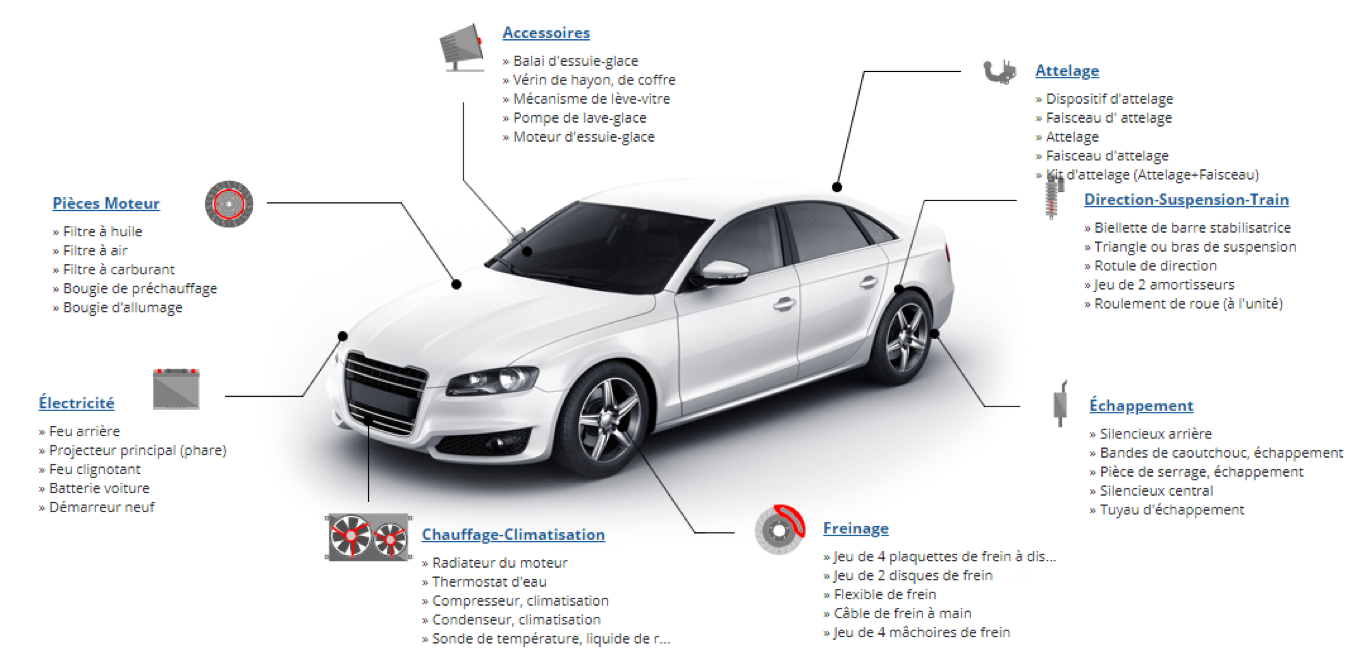 Accessoires
» Balai d'essuie-glace
» Vérin de hayon, de coffre
» Mécanisme de lève-vitre
» Pompe de lave-glace
» Moteur d'essuie-glace
Attelage
» Dispositif d'attelage
» Faisceau d' attelage
» Attelage
» Faisceau d'attelage
» Kit d'attelage (Attelage+Faisceau)
Pièces Moteur
» Filtre à huile
» Filtre à air
» Filtre à carburant
» Bougie de préchauffage
» Bougie d'allumage
Direction-Suspension-Train
» Biellette de barre stabilisatrice
» Triangle ou bras de suspension
» Rotule de direction
» Jeu de 2 amortisseurs
» Roulement de roue (à l'unité)
Électricité
» Feu arrière
» Projecteur principal (phare)
» Feu clignotant
» Batterie voiture
» Démarreur neuf
Échappement
» Silencieux arrière
» Bandes de caoutchouc, échappement
» Pièce de serrage, échappement
» Silencieux central
» Tuyau d'échappement
Chauffage-Climatisation
» Radiateur du moteur
» Thermostat d'eau
» Compresseur, climatisation
» Condenseur, climatisation
» Sonde de température, liquide de r...
Freinage
» Jeu de 4 plaquettes de frein à dis...
» Jeu de 2 disques de frein
» Flexible de frein
» Câble de frein à main
» Jeu de 4 mâchoires de frein